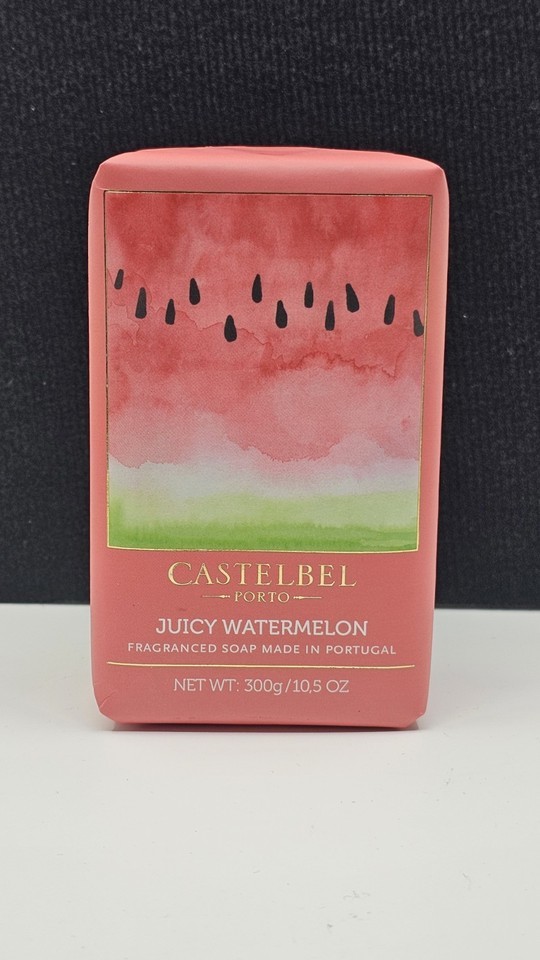 CASTELBEL
PORTO
JUICY WATERMELON
FRAGRANCED SOAP MADE IN PORTUGAL
NET WT: 300g/10,5 OZ